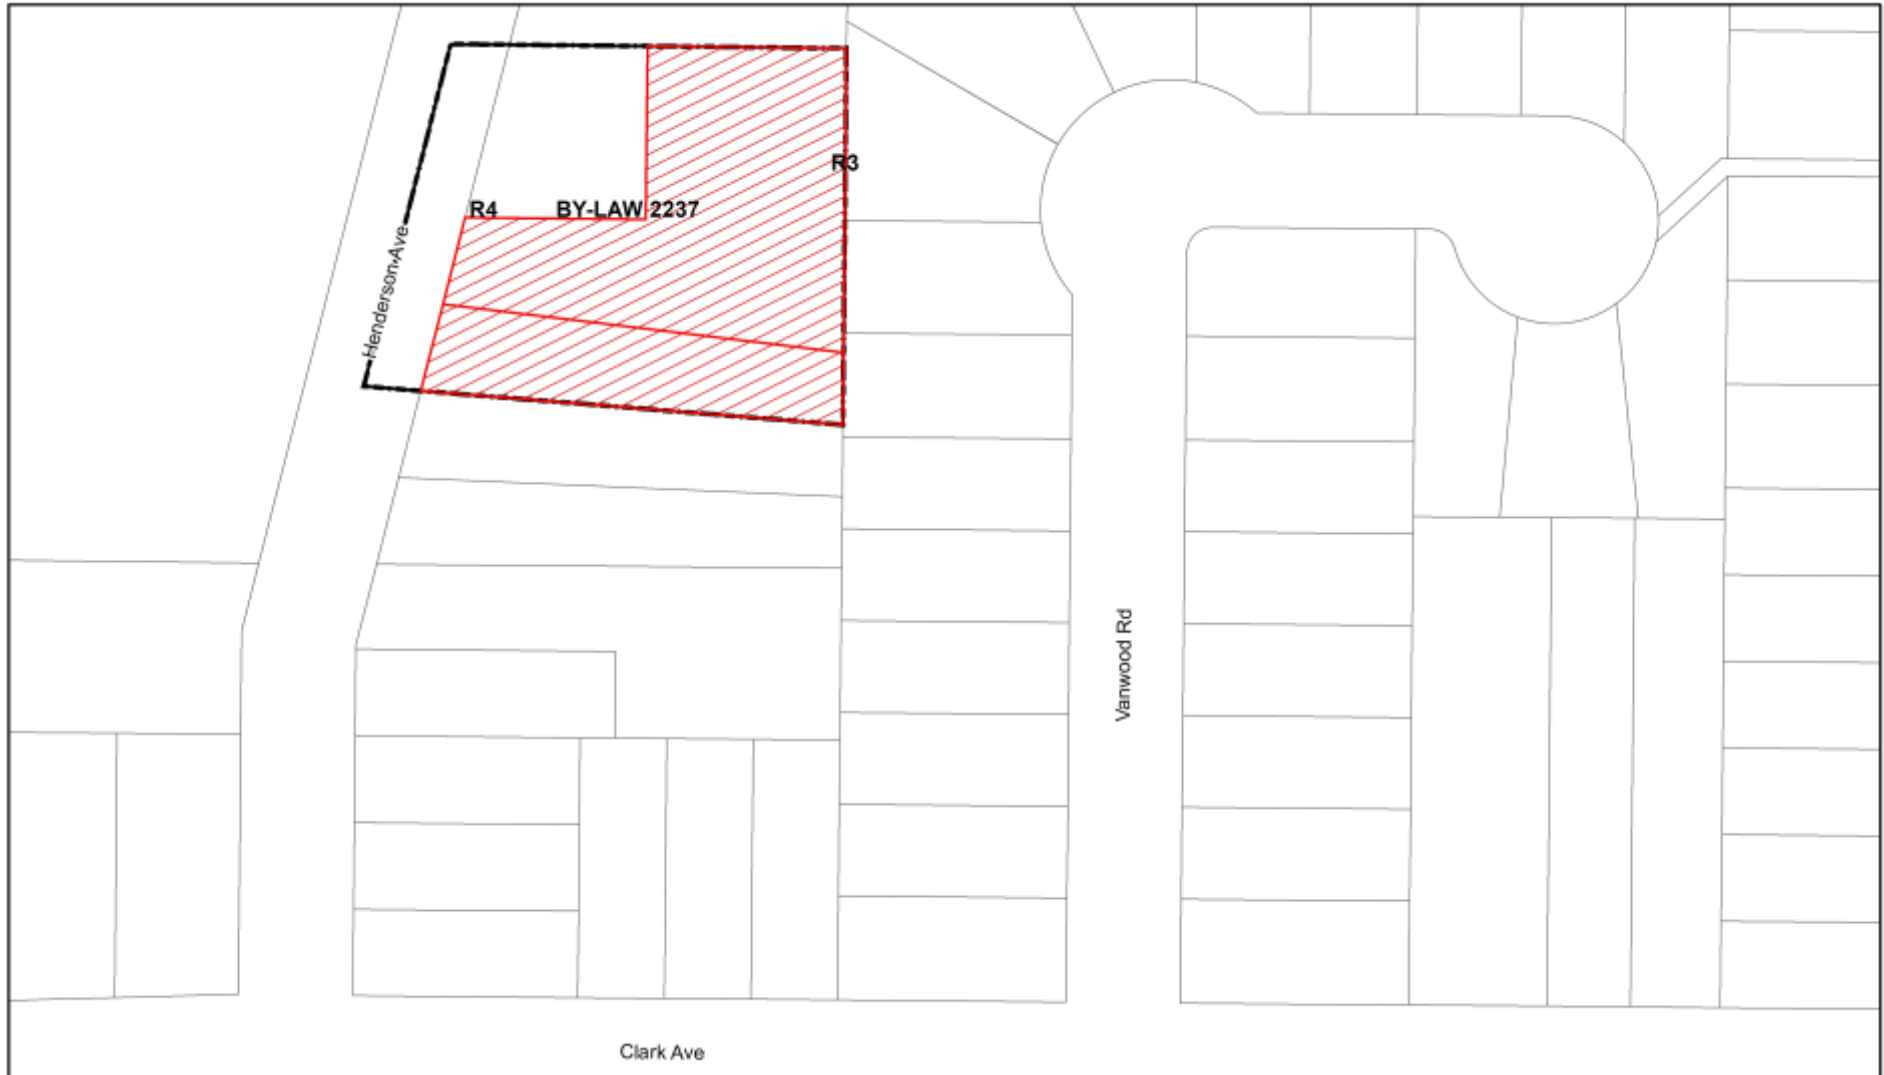 R3
R4
BY-LAW 2237
Henderson Ave
Vanwood Rd
Clark Ave